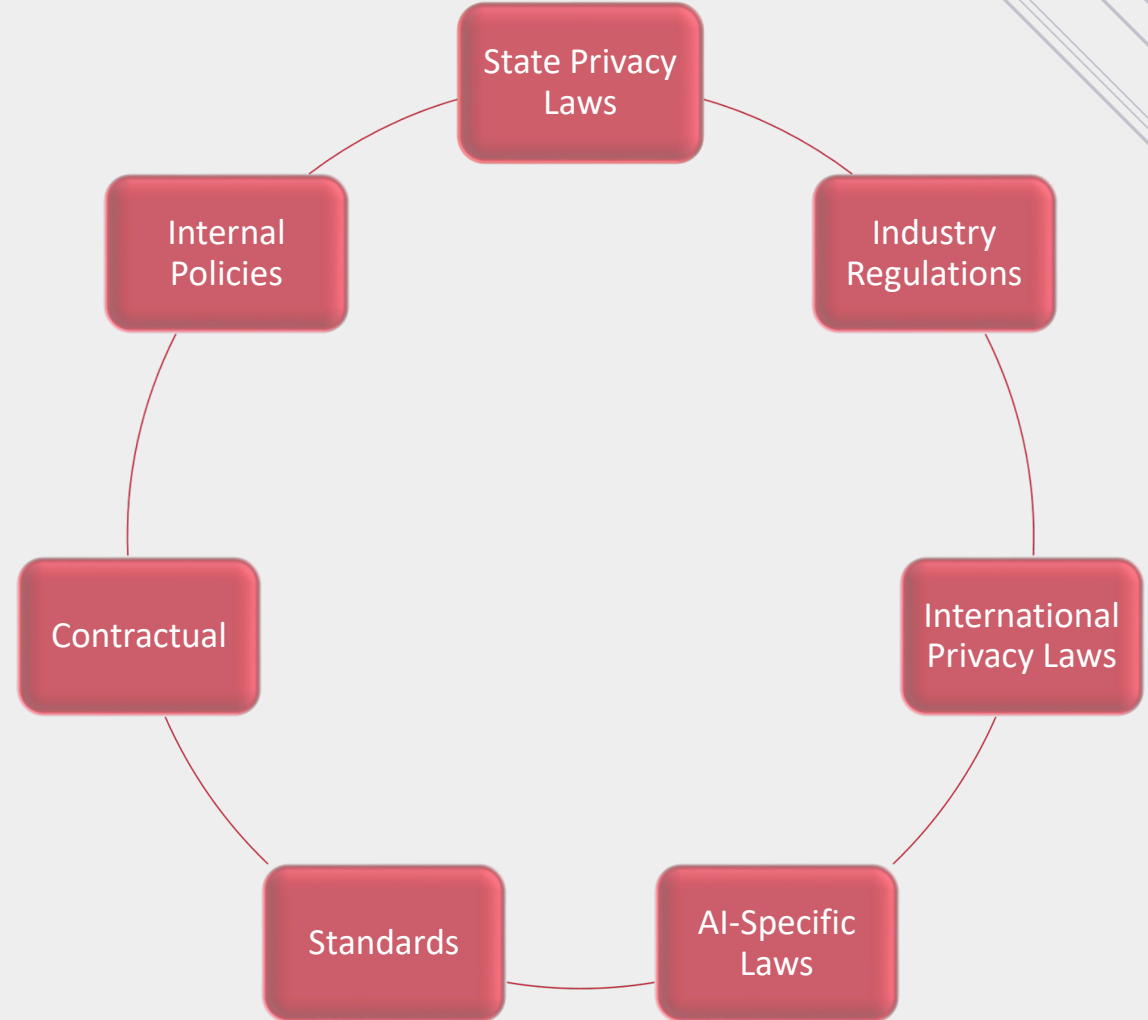 State Privacy
Laws
Industry
Regulations
International
Privacy Laws
AI-Specific
Laws
Standards
Contractual
Internal
Policies